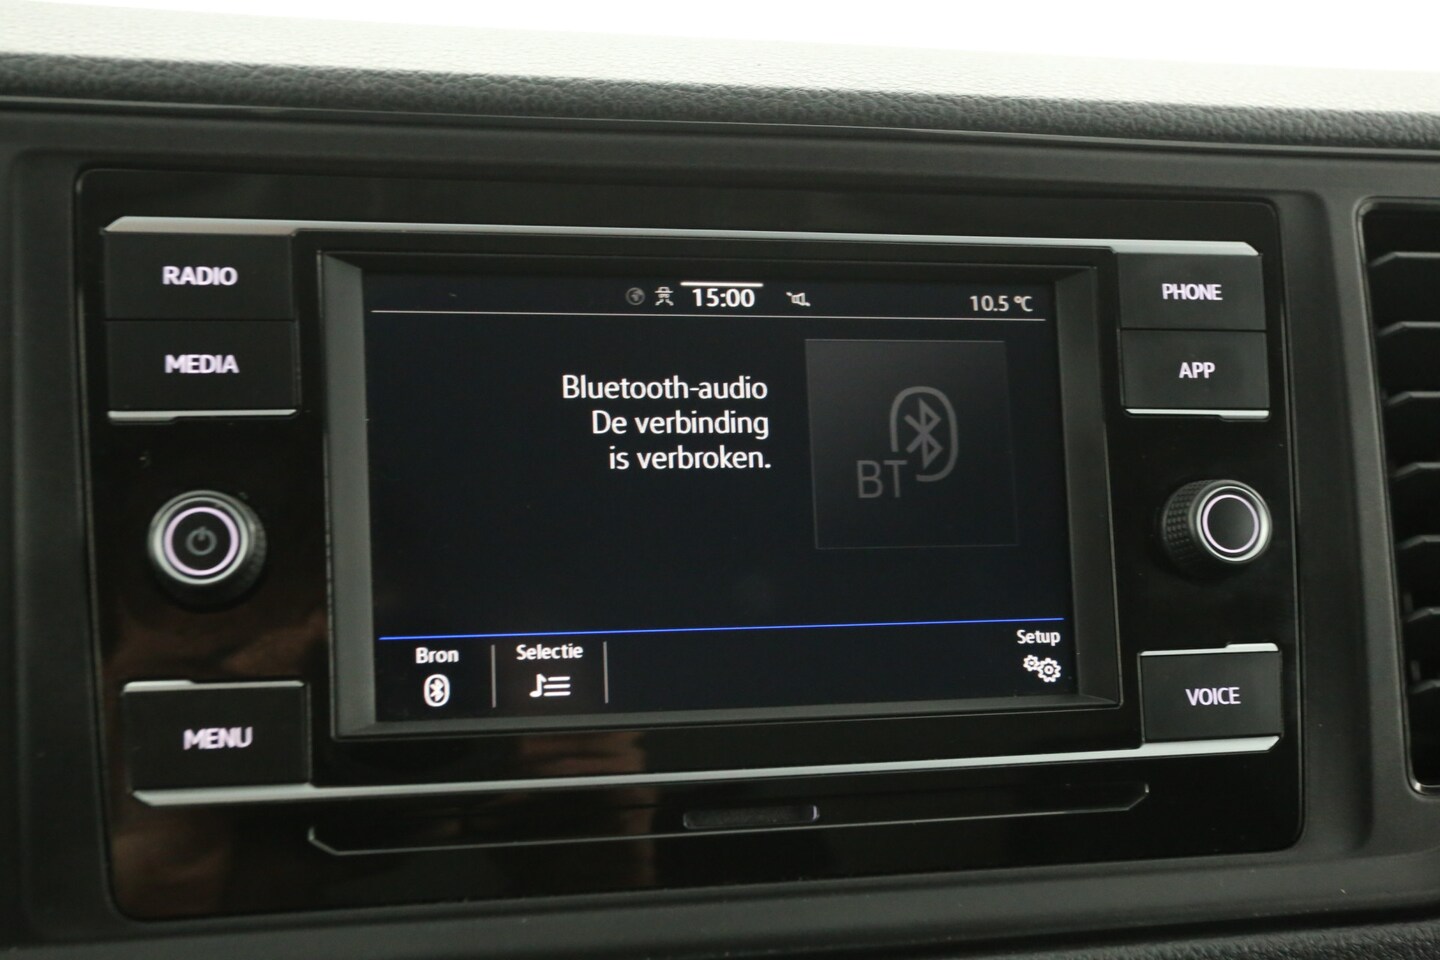 RADIO
MEDIA
MENU
15:00
10.5 °C
Bluetooth-audio
De verbinding
is verbroken.
BT
Bron
Selectie
Setup
PHONE
APP
VOICE